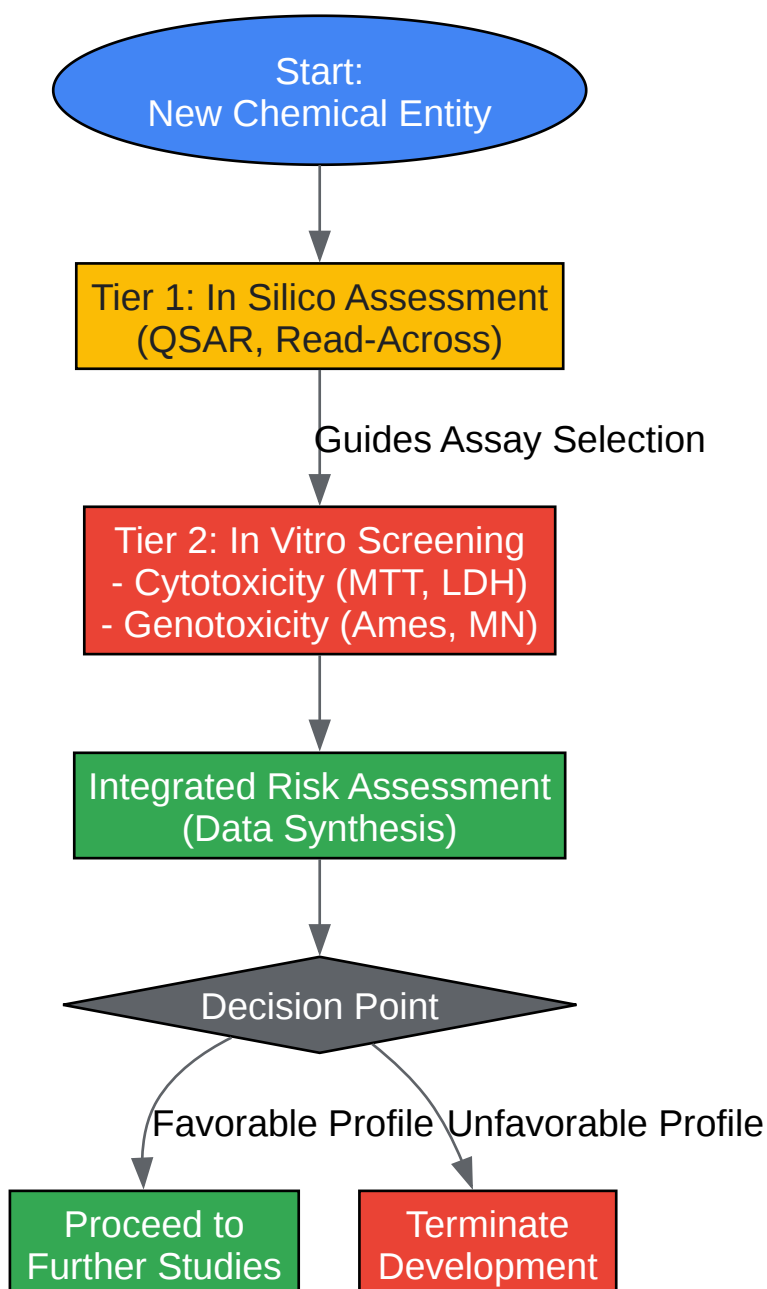 Start:
New Chemical Entity
Tier 1: In Silico Assessment
(QSAR, Read-Across)
Guides Assay Selection
Tier 2: In Vitro Screening
- Cytotoxicity (MTT, LDH)
- Genotoxicity (Ames, MN)
Integrated Risk Assessment
(Data Synthesis)
Decision Point
Favorable Profile
Unfavorable Profile
Proceed to
Further Studies
Terminate
Development